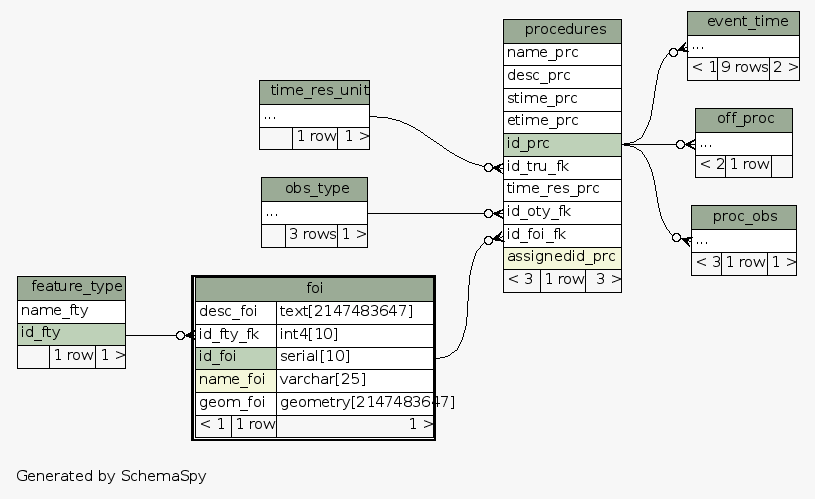 feature_type
name_fty
id_fty
1 row 1 >
time_res_unit
...
1 row 1 >
obs_type
...
3 rows 1 >
foi
desc_foi text[2147483647]
id_fty_fk int4[10]
id_foi serial[10]
name_foi varchar[25]
geom_foi geometry[2147483647]
< 1 1 row 1 >
procedures
name_prc
desc_prc
stime_prc
etime_prc
id_prc
id_tru_fk
time_res_prc
id_oty_fk
id_foi_fk
assignedid_prc
< 3 1 row 3 >
event_time
...
< 1 9 rows 2 >
off_proc
...
< 2 1 row
proc_obs
...
< 3 1 row 1 >
Generated by SchemaSpy